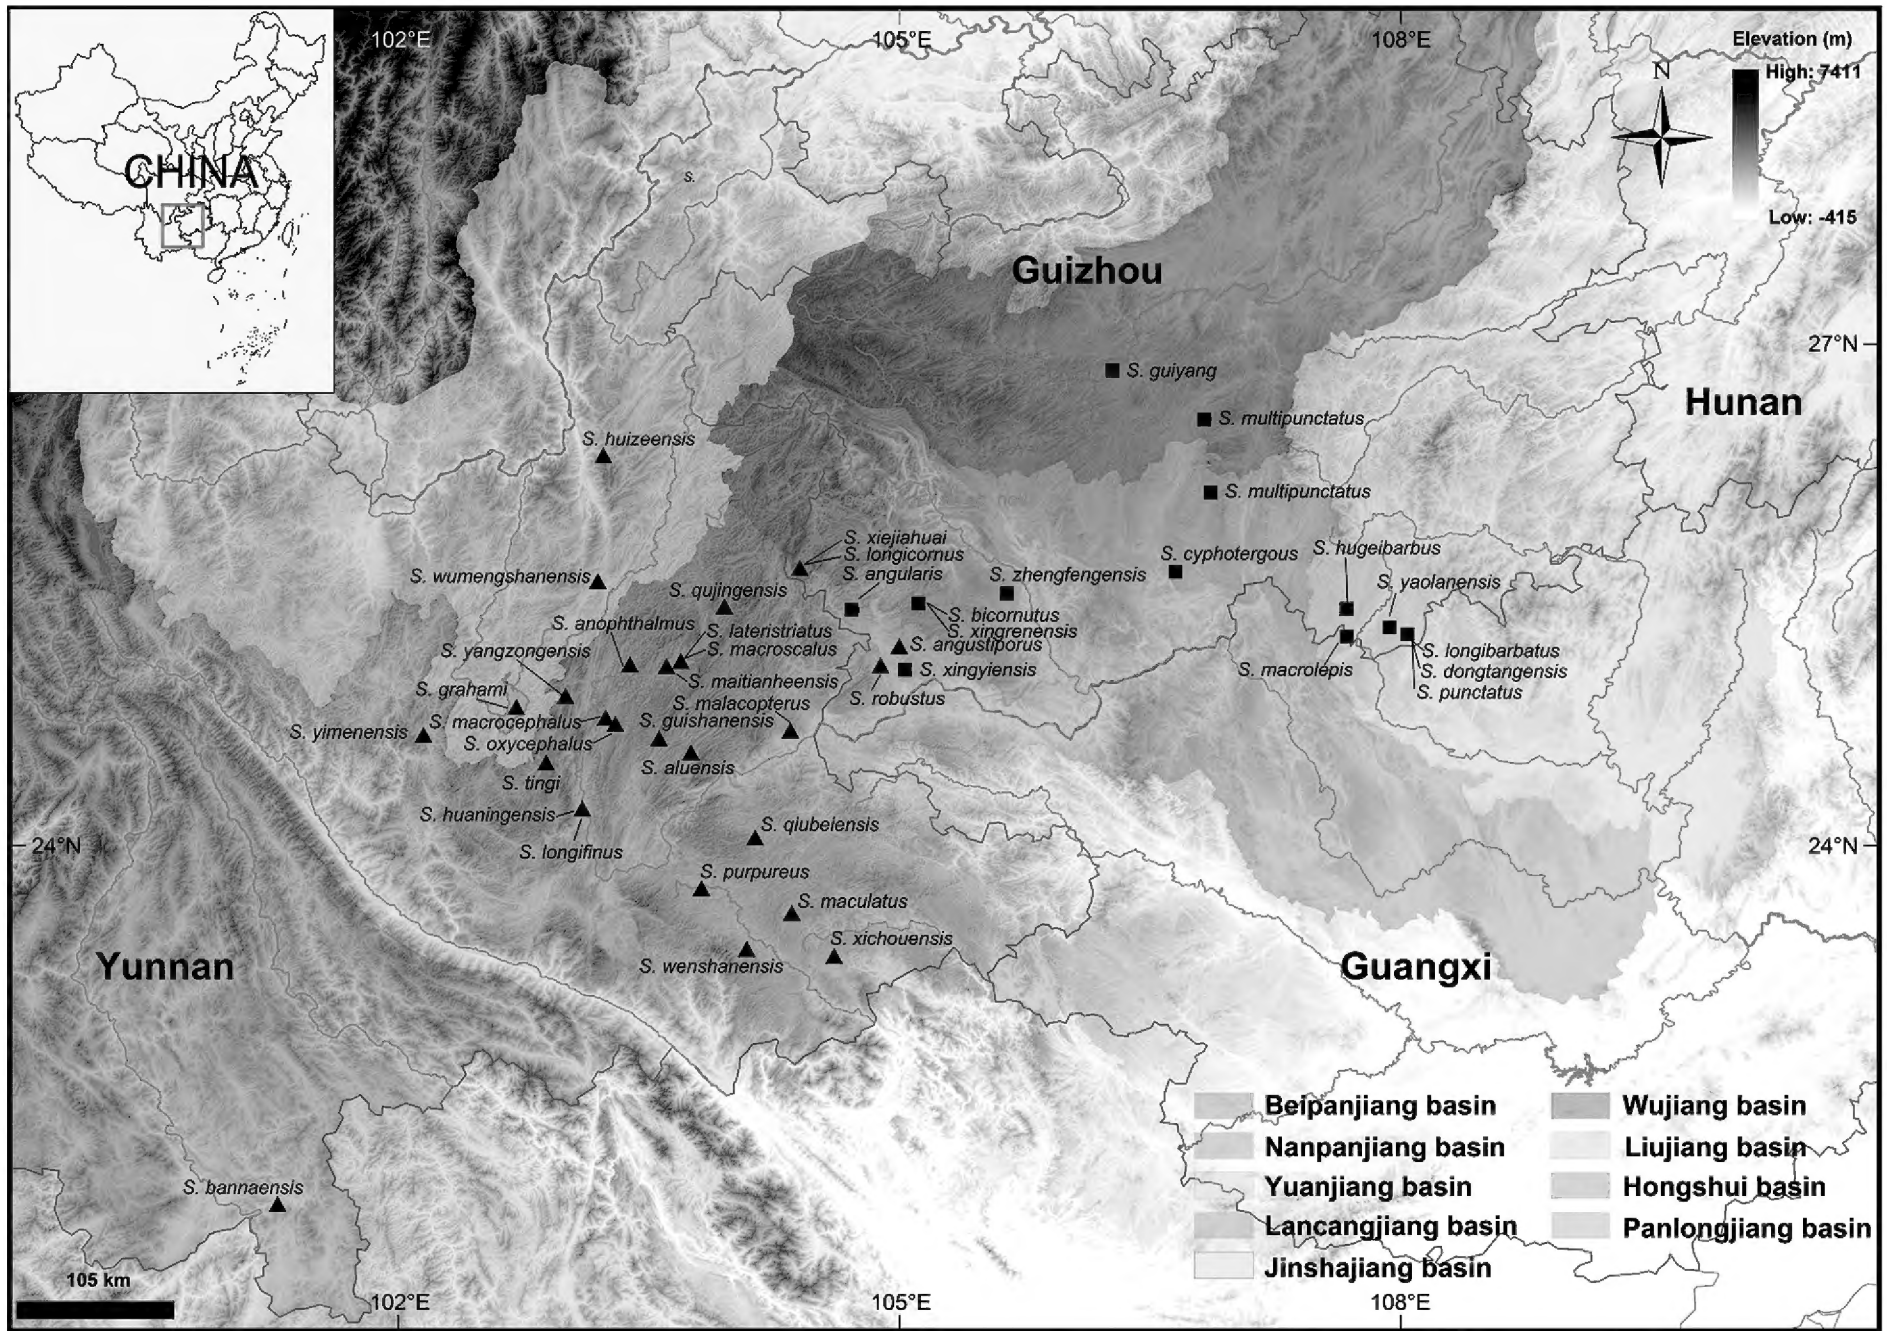 102°E
105°E
108°E
Elevation (m)
High: 7411
N
Low: -415
CHINA
s.
Guizhou
27°N
S. guiyang
Hunan
S. multipunctatus
S. huizeensis
S. multipunctatus
S. xiejiahuai
S. longicornus
S. cyphotergous
S. hugeibarbus
S. angularis
S. zhengfengensis
S. wumengshanensis
S. yaolanensis
S. qujingensis
S. bicornutus
S. anophthalmus
S. lateristriatus
S. xingrenensis
S. angustiporus
S. yangzongensis
S. macroscalus
S. longibarbatus
S. xingyiensis
S. macrolepis
S. dongtangensis
S. maitianheensis
S. grahami
S. punctatus
S. robustus
S. malacopterus
S. macrocephalus
S. guishanensis
S. yimenensis
S. oxycephalus
S. aluensis
S. tingi
S. huaningensis
S. qiubeiensis
24°N
24°N
S. longifinus
S. purpureus
S. maculatus
S. xichouensis
Yunnan
S. wenshanensis
Guangxi
Beipanjiang basin
Wujiang basin
Nanpanjiang basin
Liujiang basin
Yuanjiang basin
Hongshui basin
S. bannaensis
Lancangjiang basin
Panlongjiang basin
Jinshajiang basin
105 km
102°E
105°E
108°E